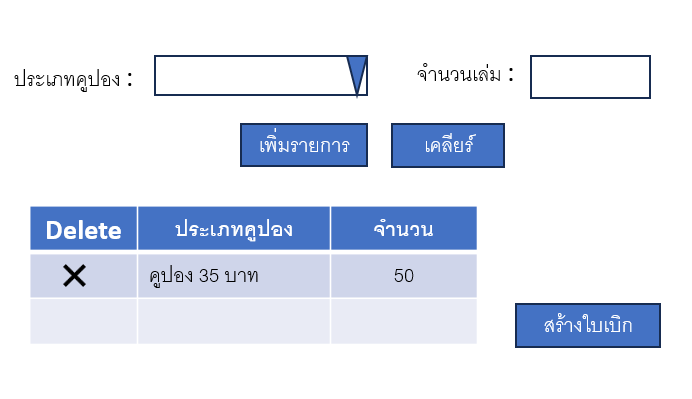 ประเภทคูปอง :
จำนวนเล่ม :
เพิ่มรายการ
เคลียร์
Delete ประเภทคูปอง จำนวน
คูปอง 35 บาท 50
สร้างใบเบิก